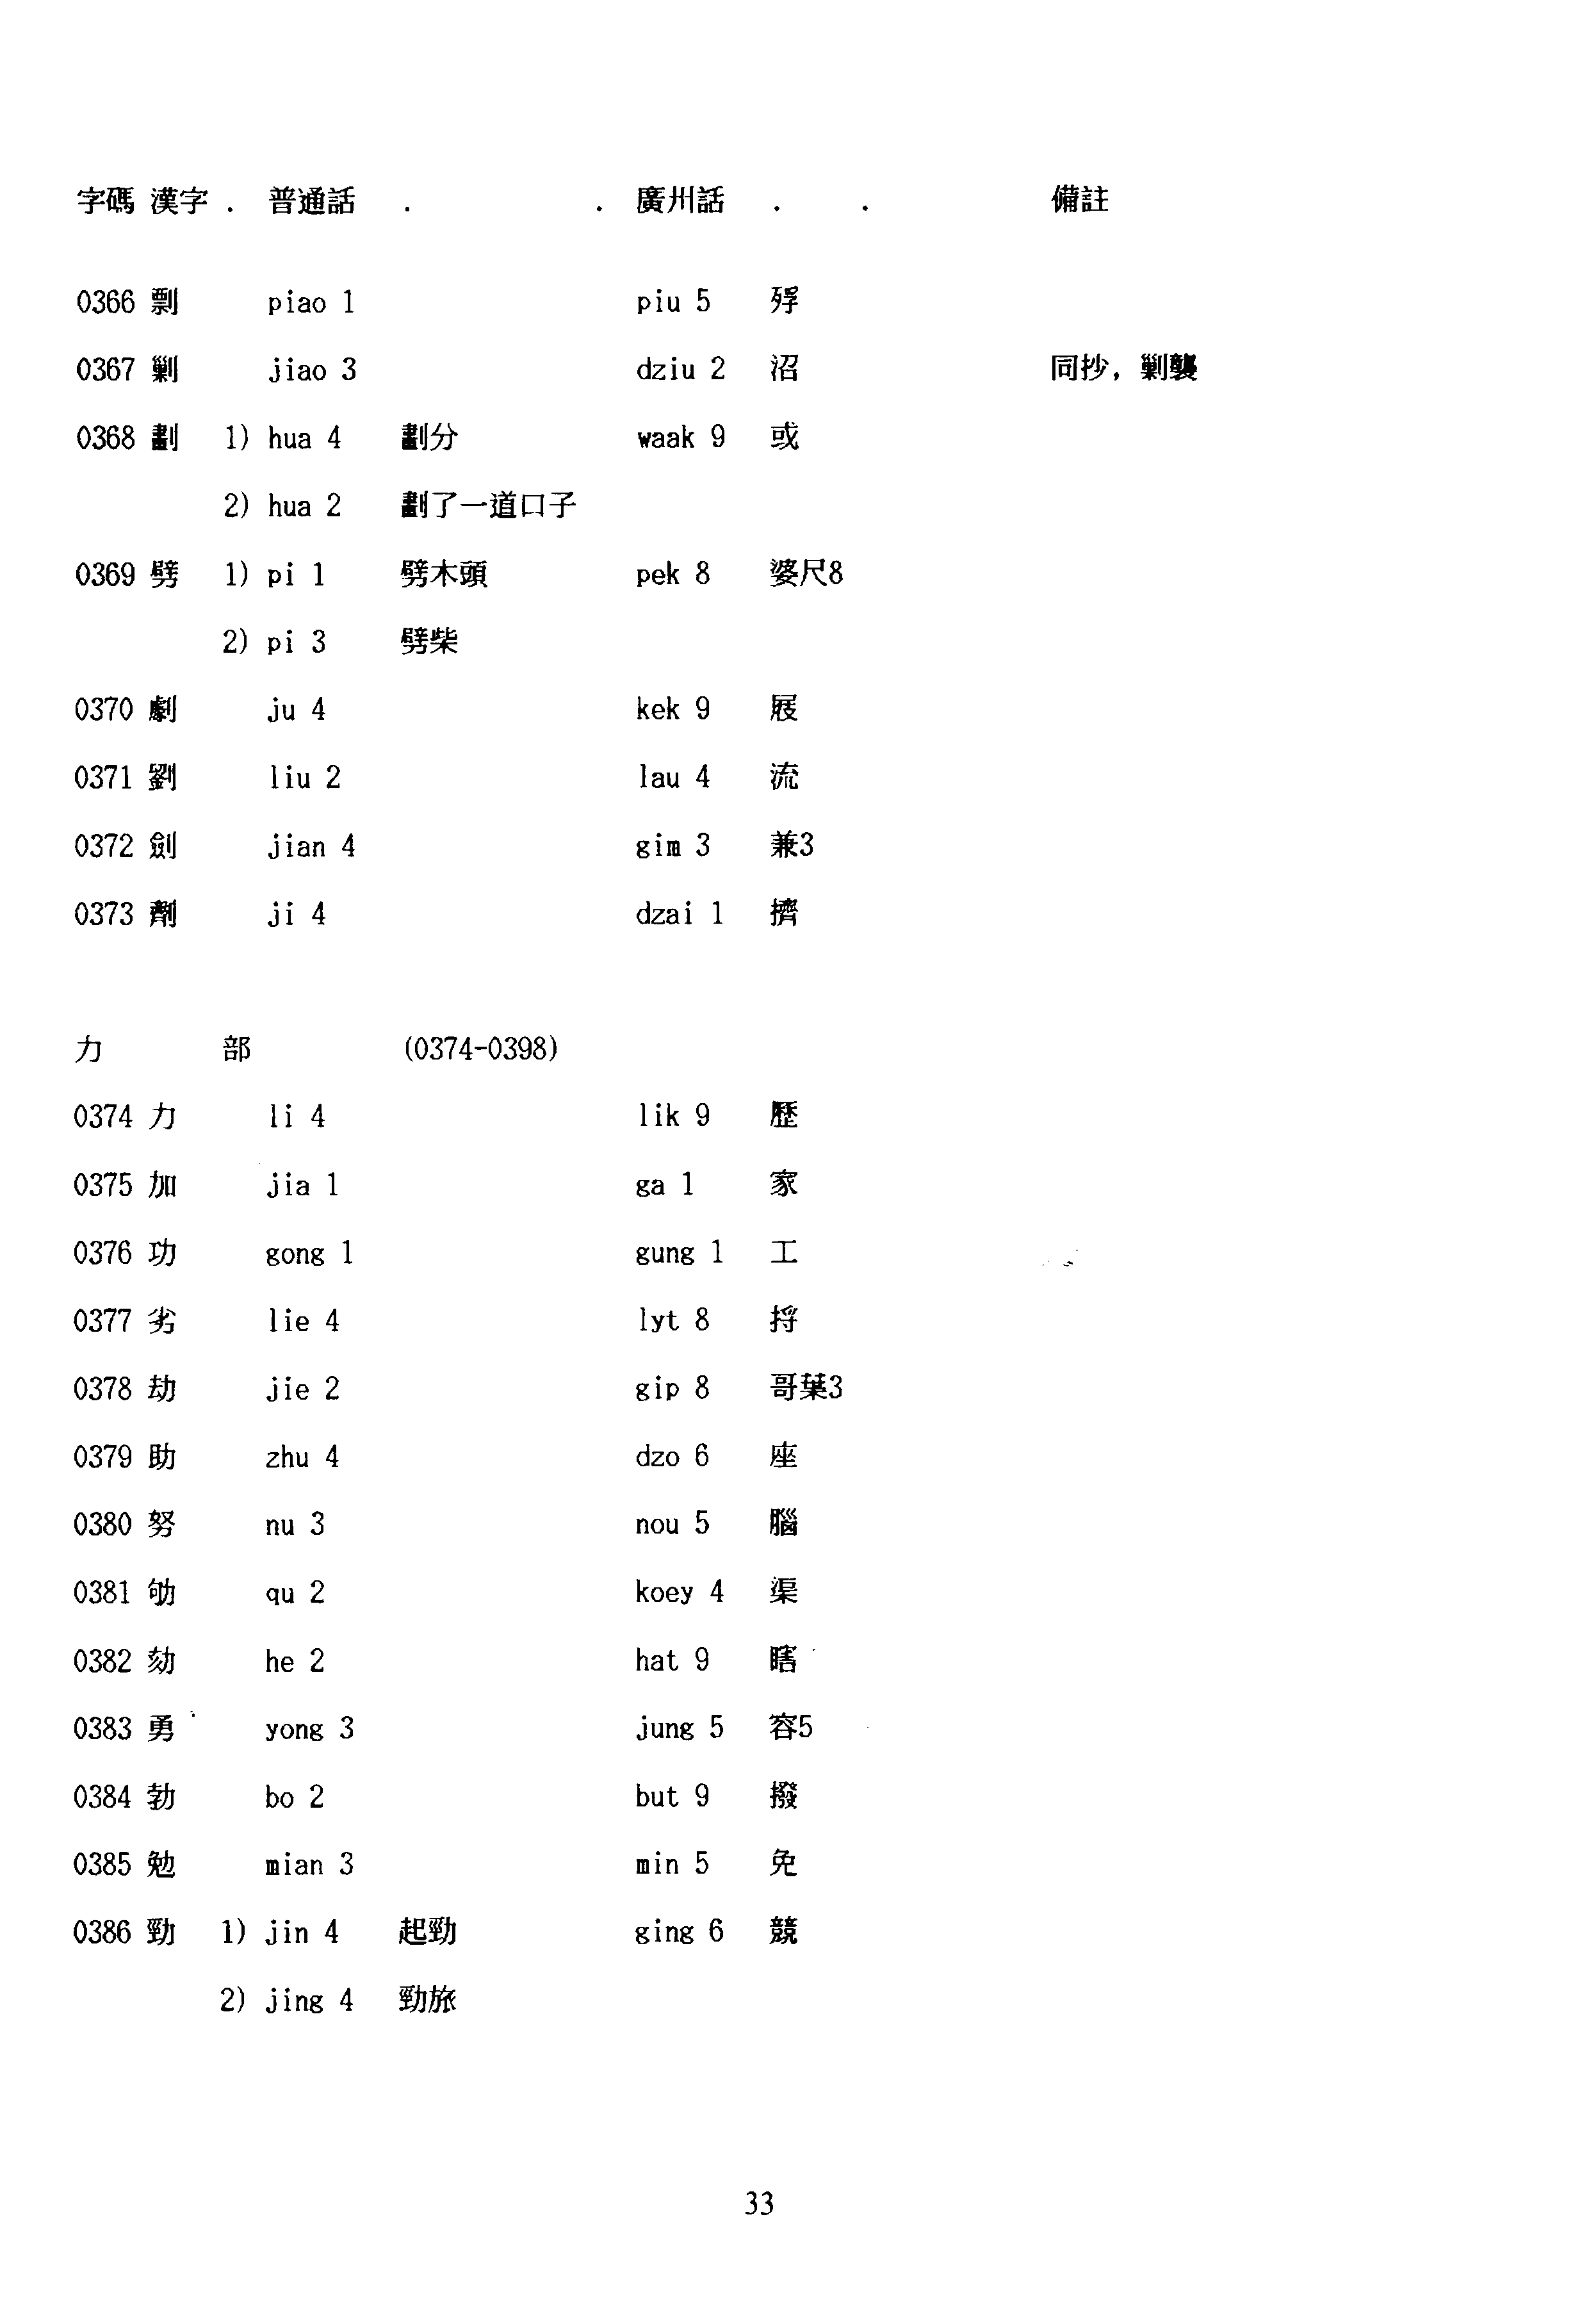 字碼 漢字 . 普通話 . . 廣州話 . . 備註
0366 剽 piao 1 piu 5 殍
0367 剿 jiao 3 dziu 2 沼 同抄，剿襲
0368 劃 1) hua 4 劃分 waak 9 或
2) hua 2 劃了一道口子
0369 劈 1) pi 1 劈木頭 pek 8 婆尺8
2) pi 3 劈柴
0370 劇 ju 4 kek 9 屐
0371 劉 liu 2 lau 4 流
0372 劍 jian 4 gim 3 兼3
0373 劑 ji 4 dzai 1 擠
力 部 (0374-0398)
0374 力 li 4 lik 9 歷
0375 加 jia 1 ga 1 家
0376 功 gong 1 gung 1 工
0377 劣 lie 4 lyt 8 捋
0378 劫 jie 2 gip 8 哥葉3
0379 助 zhu 4 dzo 6 座
0380 努 nu 3 nou 5 腦
0381 劬 qu 2 koey 4 渠
0382 劾 he 2 hat 9 瞎
0383 勇 yong 3 jung 5 容5
0384 勃 bo 2 but 9 撥
0385 勉 mian 3 min 5 免
0386 勁 1) jin 4 起勁 ging 6 競
2) jing 4 勁旅
33